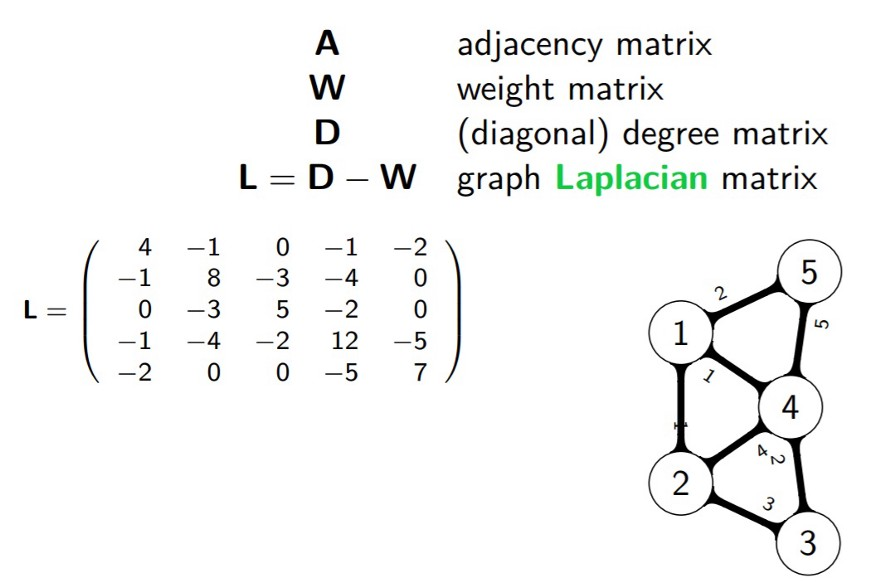 A adjacency matrix
W weight matrix
D (diagonal) degree matrix
L = D − W graph Laplacian matrix
L =
4 −1 0 −1 −2
−1 8 −3 −4 0
0 −3 5 −2 0
−1 −4 −2 12 −5
−2 0 0 −5 7
5
2
5
1
1
4
1
4
2
2
3
3